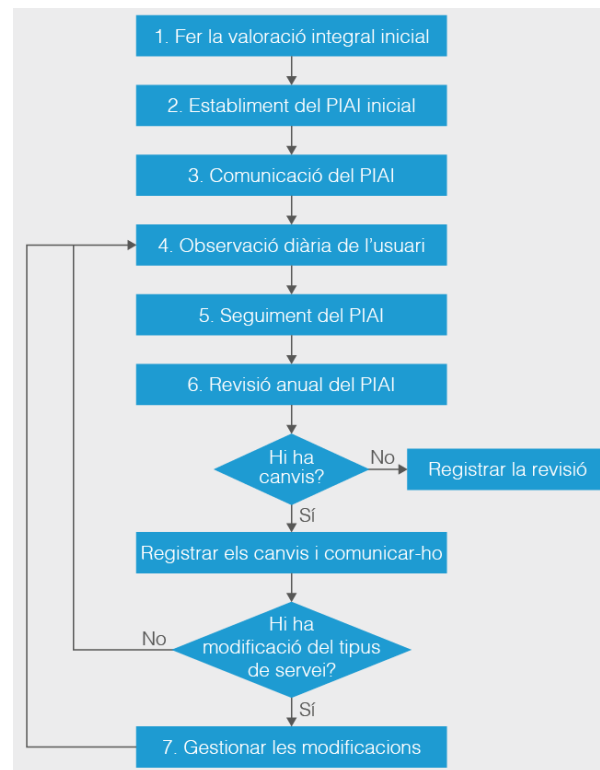 1. Fer la valoració integral inicial
2. Establiment del PIAI inicial
3. Comunicació del PIAI
4. Observació diària de l'usuari
5. Seguiment del PIAI
6. Revisió anual del PIAI
Hi ha
canvis?
No
Registrar la revisió
Sí
Registrar els canvis i comunicar-ho
No
Hi ha
modificació del tipus
de servei?
Sí
7. Gestionar les modificacions